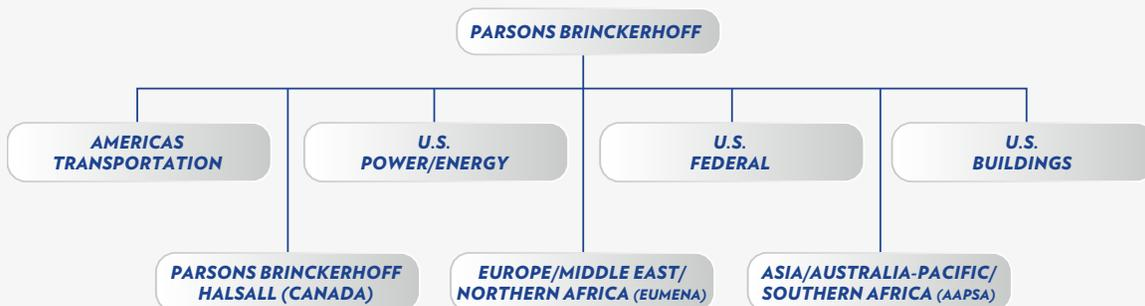 PARSONS BRINCKERHOFF
AMERICAS
TRANSPORTATION
U.S.
POWER/ENERGY
U.S.
FEDERAL
U.S.
BUILDINGS
PARSONS BRINCKERHOFF
HALSALL (CANADA)
EUROPE/MIDDLE EAST/
NORTHERN AFRICA (EUMENA)
ASIA/AUSTRALIA-PACIFIC/
SOUTHERN AFRICA (AAPSA)